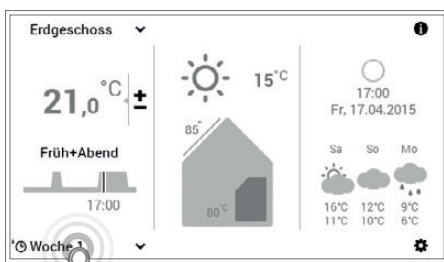 Erdgeschoss
21,0 °C ±
Früh+Abend
17:00
Woche 1
15°C
85°
80°C
17:00
Fr, 17.04.2015
Sa So Mo
16°C 12°C 9°C
11°C 10°C 6°C